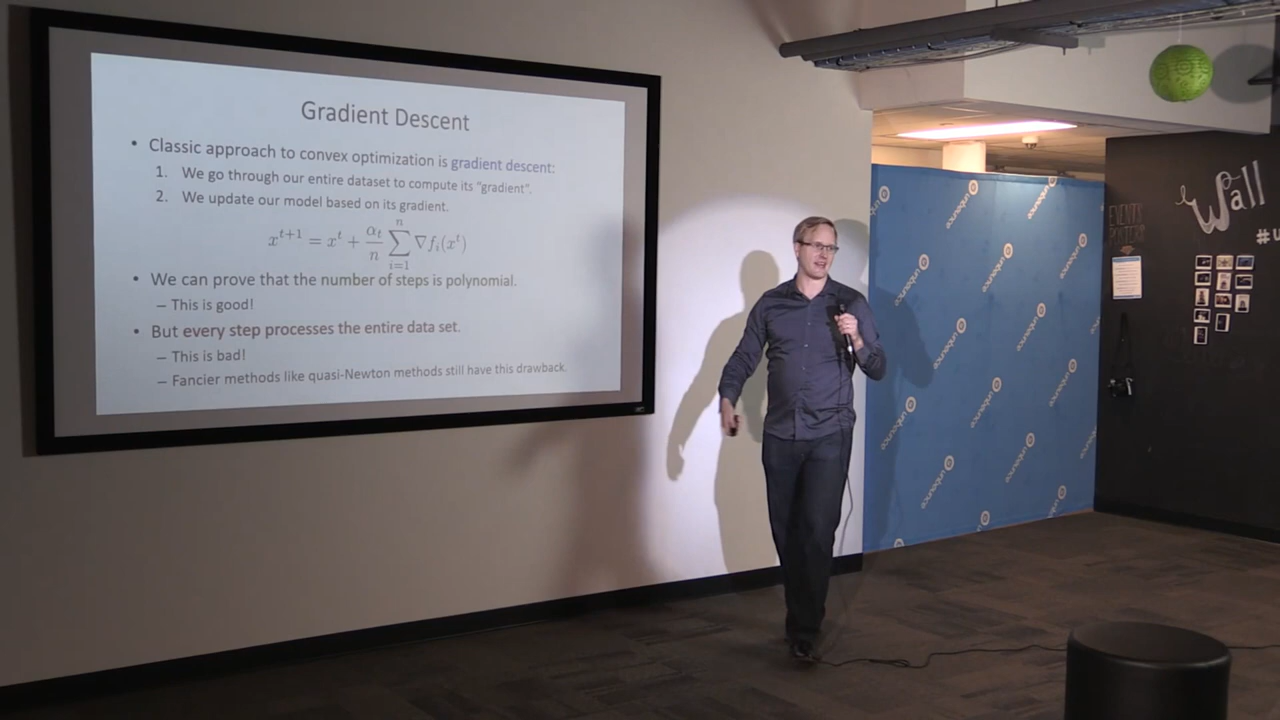 Gradient Descent
• Classic approach to convex optimization is gradient descent:
1. We go through our entire dataset to compute its "gradient".
2. We update our model based on its gradient.
x^{t+1} = x^t + \frac{α_t}{n} \sum_{i=1}^{n} ∇f_i(x^t)
• We can prove that the number of steps is polynomial.
– This is good!
• But every step processes the entire data set.
– This is bad!
– Fancier methods like quasi-Newton methods still have this drawback.
Wall
EVENTS
#u